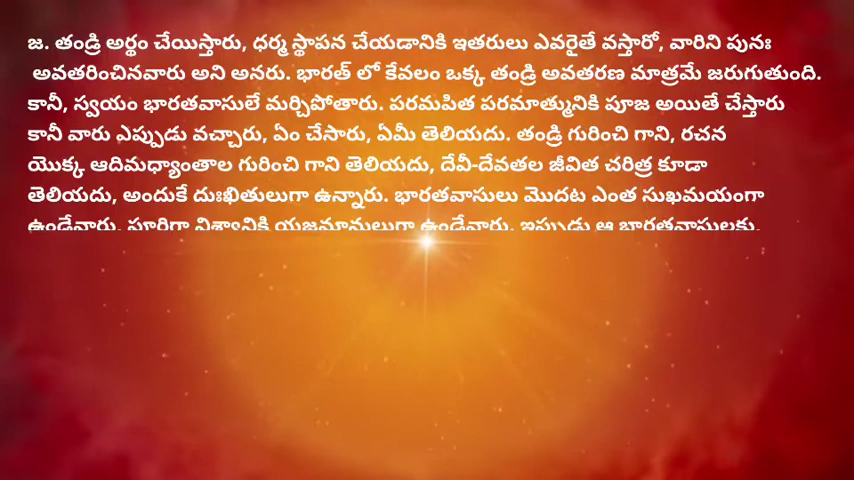 జ. తండ్రి అర్థం చేయిస్తారు, ధర్మ స్థాపన చేయడానికి ఇతరులు ఎవరైతే వస్తారో, వారిని పునః
అవతరించినవారు అని అనరు. భారత్ లో కేవలం ఒక్క తండ్రి అవతరణ మాత్రమే జరుగుతుంది.
కానీ, స్వయం భారతవాసులే మర్చిపోతారు. పరమపిత పరమాత్మునికి పూజ అయితే చేస్తారు
కానీ వారు ఎప్పుడు వచ్చారు, ఏం చేసారు, ఏమీ తెలియదు. తండ్రి గురించి గాని, రచన
యొక్క ఆదిమధ్యాంతాల గురించి గాని తెలియదు, దేవీ-దేవతల జీవిత చరిత్ర కూడా
తెలియదు, అందుకే దుఃఖితులుగా ఉన్నారు. భారతవాసులు మొదట ఎంత సుఖమయంగా
ఉండేవారు. పూర్తిగా విశ్వానికి యజమానులుగా ఉండేవారు. ఇప్పుడు ఆ భారతవాసులకు,